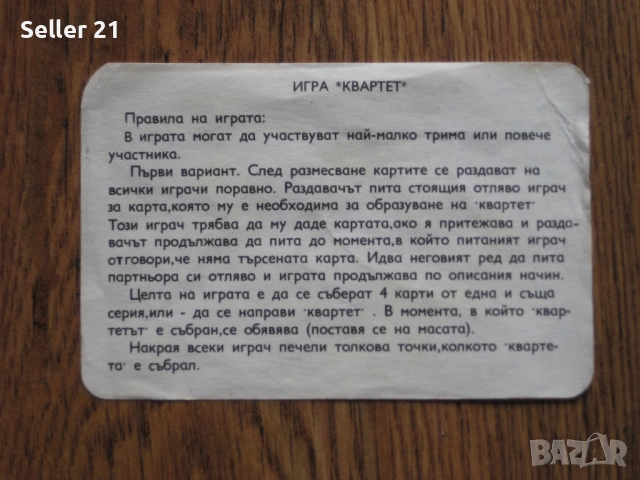 Seller 21
ИГРА *КВАРТЕТ*
Правила на играта:
В играта могат да участвуват най-малко трима или повече
участника.
Първи вариант. След размесване картите се раздават на
всички играчи поравно. Раздавачът пита стоящия отляво играч
за карта,която му е необходима за образуване на "квартет"
Този играч трябва да му даде картата,ако я притежава и разда-
вачът продължава да пита до момента,в който питаният играч
отговори,че няма търсената карта. Идва неговият ред да пита
партньора си отляво и играта продължава по описания начин.
Целта на играта е да се съберат 4 карти от една и съща
серия,или - да се направи "квартет" . В момента, в който "квар-
тетът" е събран,се обявява (поставя се на масата).
Накрая всеки играч печели толкова точки,колкото "кварте-
та" е събрал.
BAZAR